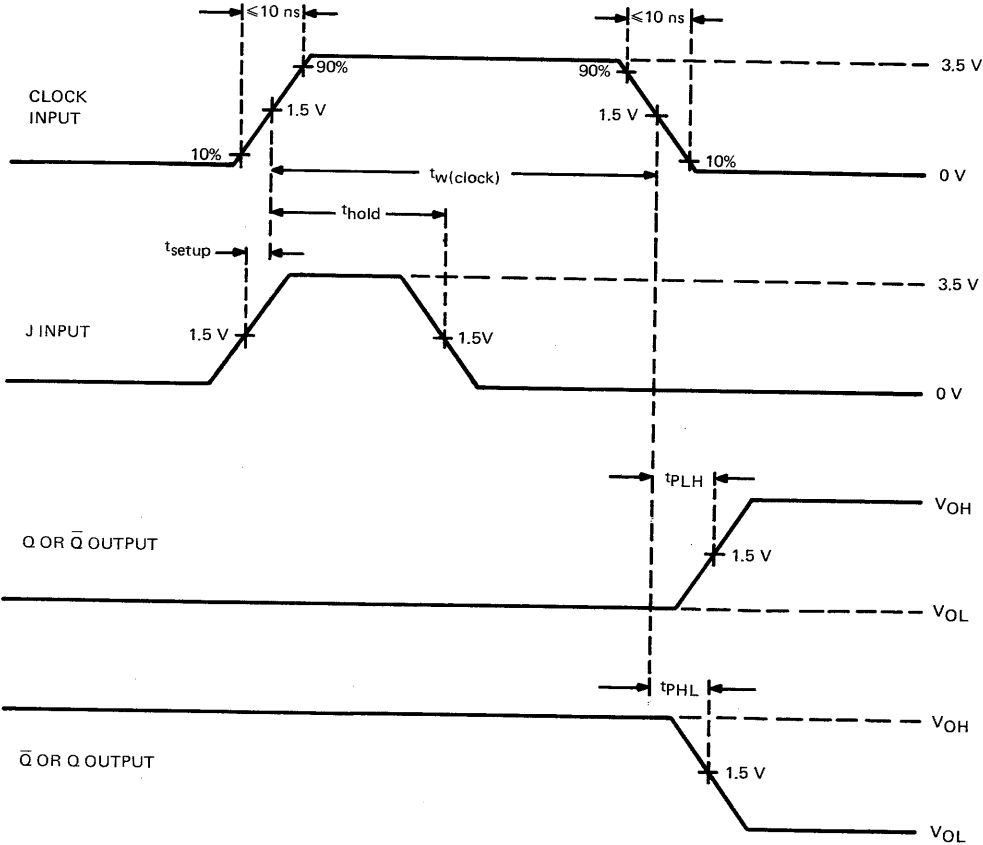 ≤10 ns
≤10 ns
90%
90%
3.5 V
CLOCK
INPUT
1.5 V
1.5 V
10%
10%
tw(clock)
0 V
thold
tsetup
3.5 V
J INPUT
1.5 V
1.5V
0 V
tPLH
VOH
Q OR Q̅ OUTPUT
1.5 V
VOL
tPHL
VOH
Q̅ OR Q OUTPUT
1.5 V
VOL